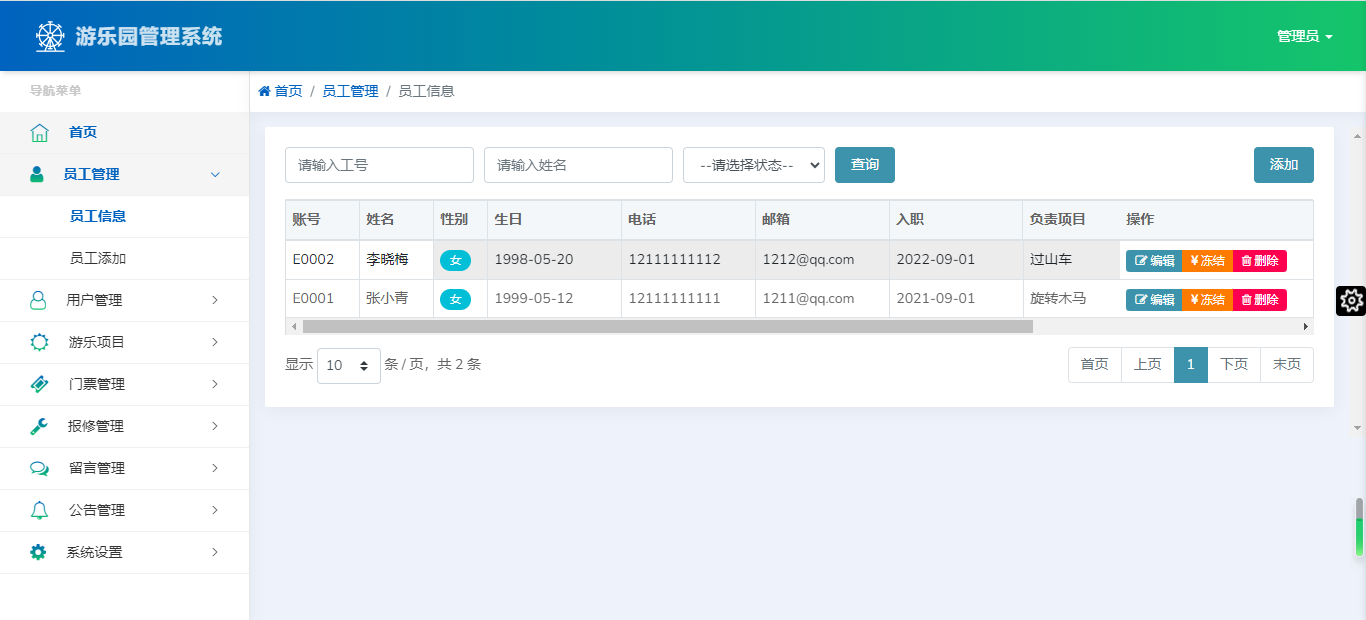 游乐园管理系统
管理员
导航菜单
首页 / 员工管理 / 员工信息
首页
员工管理
员工信息
员工添加
用户管理
游乐项目
门票管理
报修管理
留言管理
公告管理
系统设置
请输入工号 请输入姓名 --请选择状态-- 查询 添加
账号 姓名 性别 生日 电话 邮箱 入职 负责项目 操作
E0002 李晓梅 女 1998-05-20 12111111112 1212@qq.com 2022-09-01 过山车 编辑 ¥冻结 删除
E0001 张小青 女 1999-05-12 12111111111 1211@qq.com 2021-09-01 旋转木马 编辑 ¥冻结 删除
显示 10 条 / 页，共 2 条 首页 上页 1 下页 末页